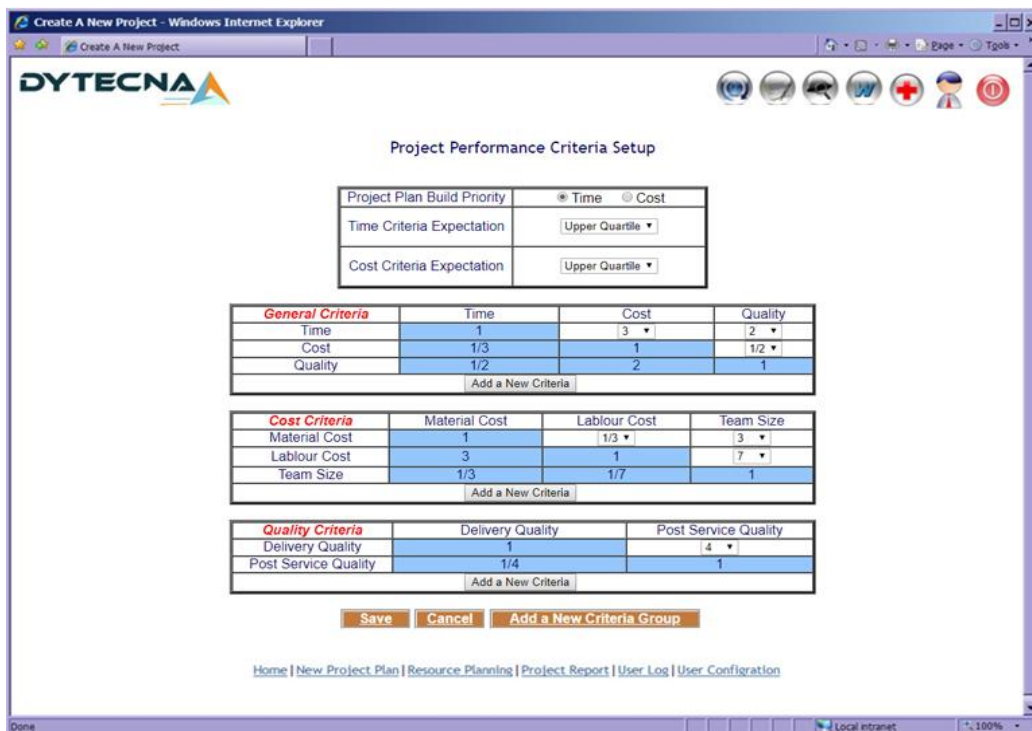 Create A New Project - Windows Internet Explorer
Create A New Project Page Tools
DYTECNA
W
Project Performance Criteria Setup
Project Plan Build Priority Time Cost
Time Criteria Expectation Upper Quartile
Cost Criteria Expectation Upper Quartile
General Criteria Time Cost Quality
Time 1 3 2
Cost 1/3 1 1/2
Quality 1/2 2 1
Add a New Criteria
Cost Criteria Material Cost Lablour Cost Team Size
Material Cost 1 1/3 3
Lablour Cost 3 1 7
Team Size 1/3 1/7 1
Add a New Criteria
Quality Criteria Delivery Quality Post Service Quality
Delivery Quality 1 4
Post Service Quality 1/4 1
Add a New Criteria
Save Cancel Add a New Criteria Group
Home | New Project Plan | Resource Planning | Project Report | User Log | User Configration
Done Local intranet 100%